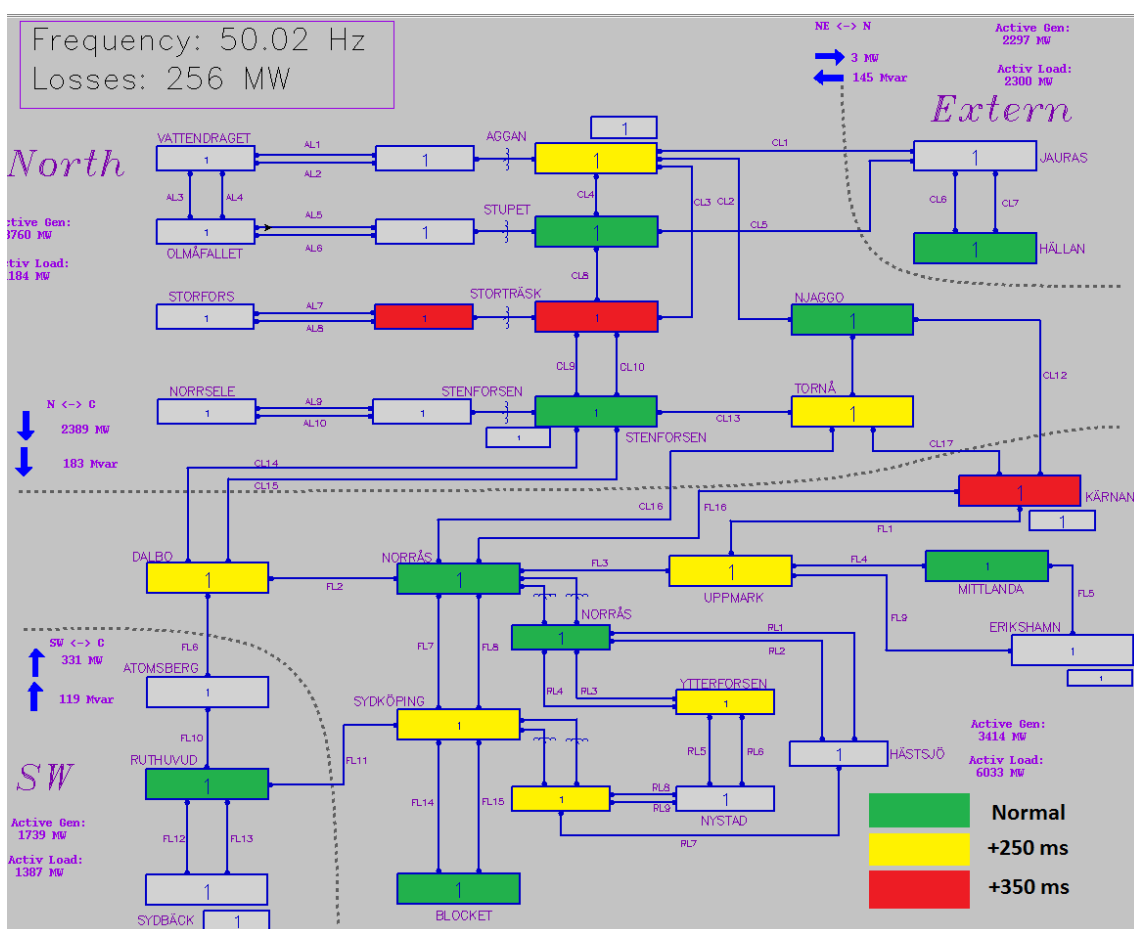 Frequency: 50.02 Hz
Losses: 256 MW
NE <-> N
3 MW
145 Mvar
Active Gen:
2297 MW
Activ Load:
2300 MW
Extern
North
ctive Gen:
3760 MW
ctiv Load:
184 MW
VATTENDRAGET
1
AL1
AL2
1
AGGAN
1
1
CL1
1
JAURAS
AL3
AL4
CL4
CL3
CL2
CL6
CL7
OLMÅFALLET
1
AL5
AL6
1
STUPET
1
CL5
1
HÄLLAN
CL8
STORFORS
1
AL7
AL8
1
STORTRÄSK
1
NJAGGO
1
CL9
CL10
CL12
NORRSELE
1
AL9
AL10
1
STENFORSEN
1
1
STENFORSEN
CL13
TORNÅ
1
N <-> C
2389 MW
183 Mvar
CL14
CL15
CL16
CL17
FL16
1
KÄRNAN
1
FL1
DALBO
1
FL2
NORRÅS
1
FL3
1
UPPMARK
FL4
1
MITTLANDA
FL9
FL5
ERIKSHAMN
1
1
NORRÅS
1
RL1
RL2
SW <-> C
331 MW
119 Mvar
FL6
FL7
FL8
ATOMSBERG
1
RL4
RL3
YTTERFORSEN
1
SYDKÖPING
1
RL5
RL6
FL10
FL11
RUTHUVUD
1
1
HÄSTSJÖ
Active Gen:
3414 MW
Activ Load:
6033 MW
SW
Active Gen:
1739 MW
Activ Load:
1387 MW
FL12
FL13
FL14
FL15
1
RL8
RL9
1
NYSTAD
RL7
1
SYDBÄCK
1
1
BLOCKET
Normal
+250 ms
+350 ms